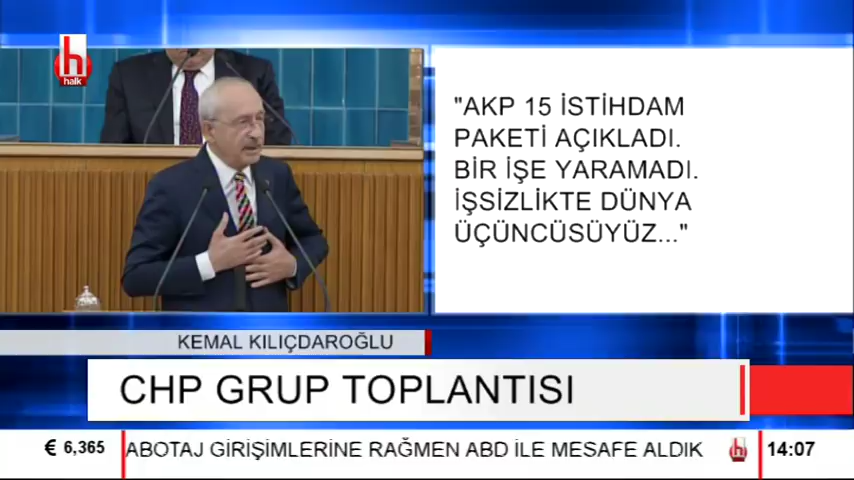 h
halk
"AKP 15 İSTİHDAM
PAKETİ AÇIKLADI.
BİR İŞE YARAMADI.
İŞSİZLİKTE DÜNYA
ÜÇÜNCÜSÜYÜZ..."
KEMAL KILIÇDAROĞLU
CHP GRUP TOPLANTISI
€ 6,365
ABOTAJ GİRİŞİMLERİNE RAĞMEN ABD İLE MESAFE ALDIK
h
14:07